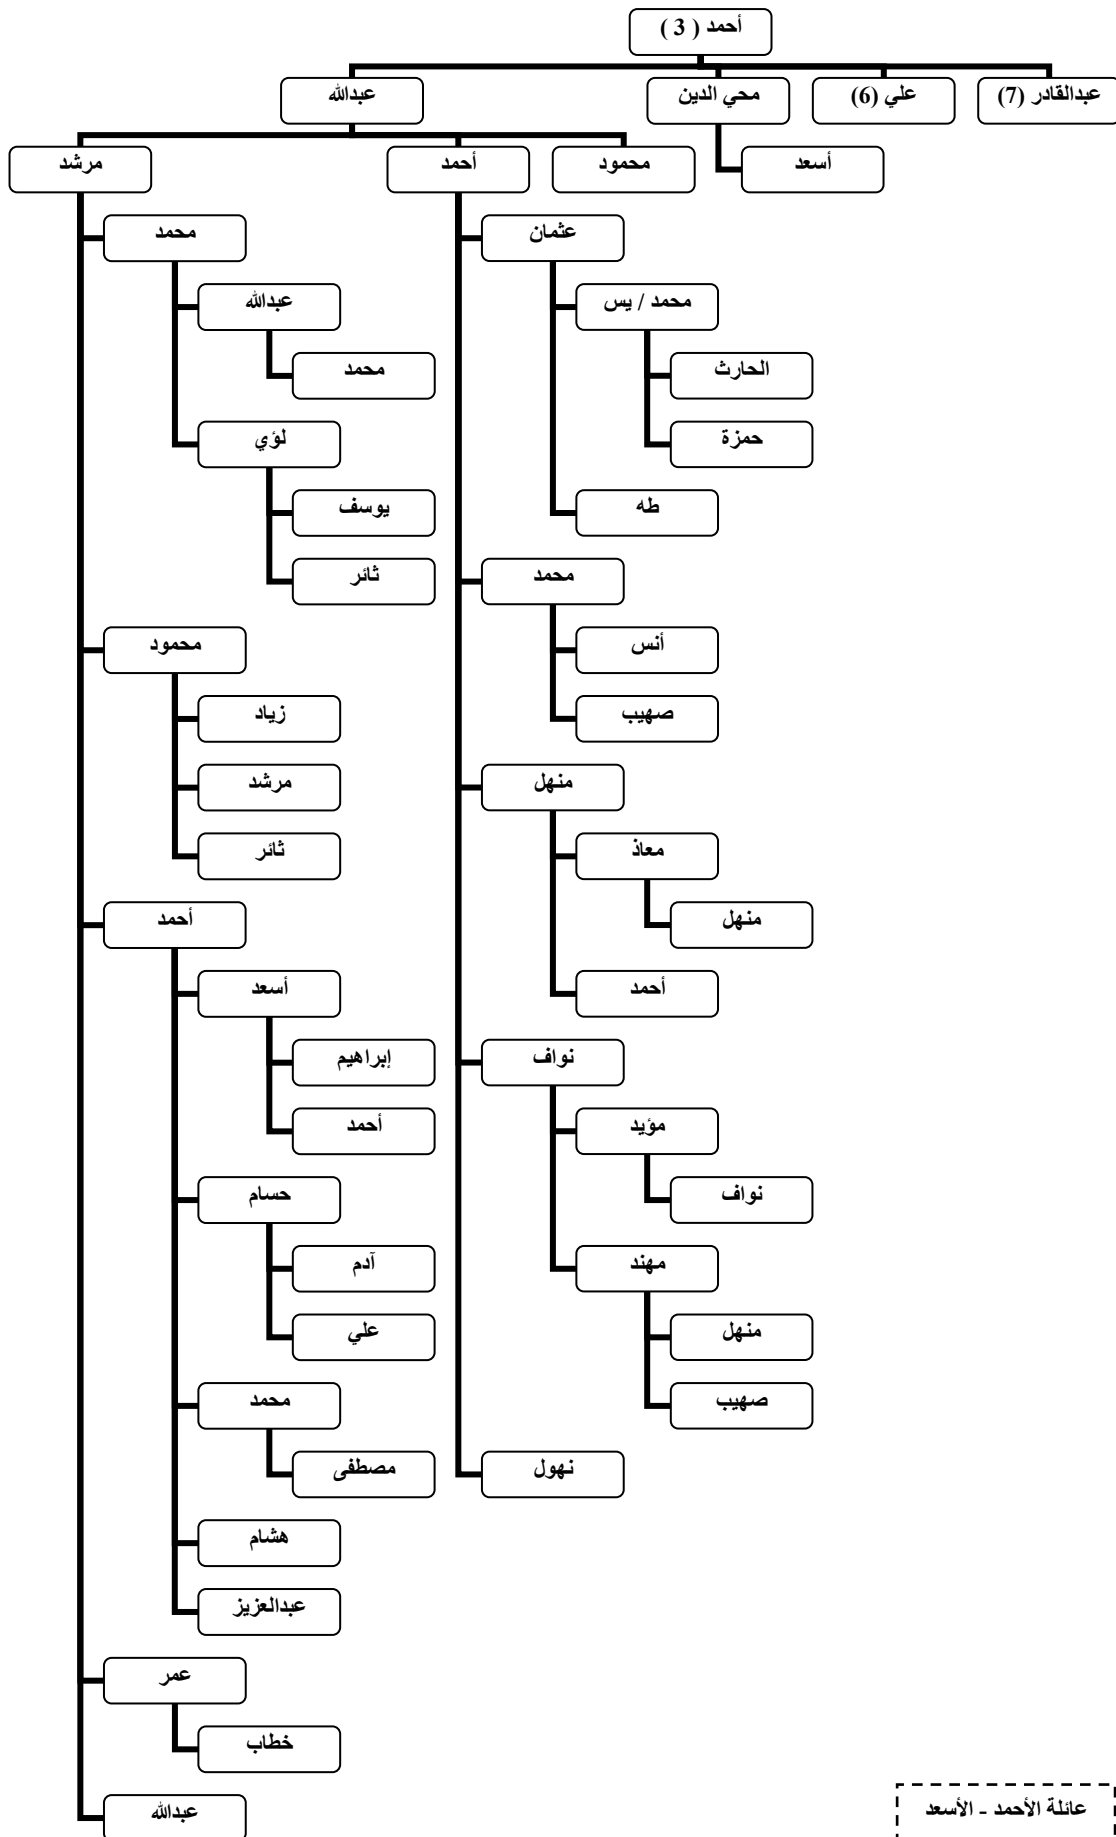 أحمد ( 3 )
عبدالقادر (7)
علي (6)
محي الدين
عبدالله
أسعد
محمود
أحمد
مرشد
عثمان
محمد / يس
الحارث
حمزة
طه
محمد
أنس
صهيب
منهل
معاذ
منهل
أحمد
نواف
مؤيد
نواف
مهند
منهل
صهيب
نهول
محمد
عبدالله
محمد
لؤي
يوسف
ثائر
محمود
زياد
مرشد
ثائر
أحمد
أسعد
إبراهيم
أحمد
حسام
آدم
علي
محمد
مصطفى
هشام
عبدالعزيز
عمر
خطاب
عبدالله
عائلة الأحمد - الأسعد